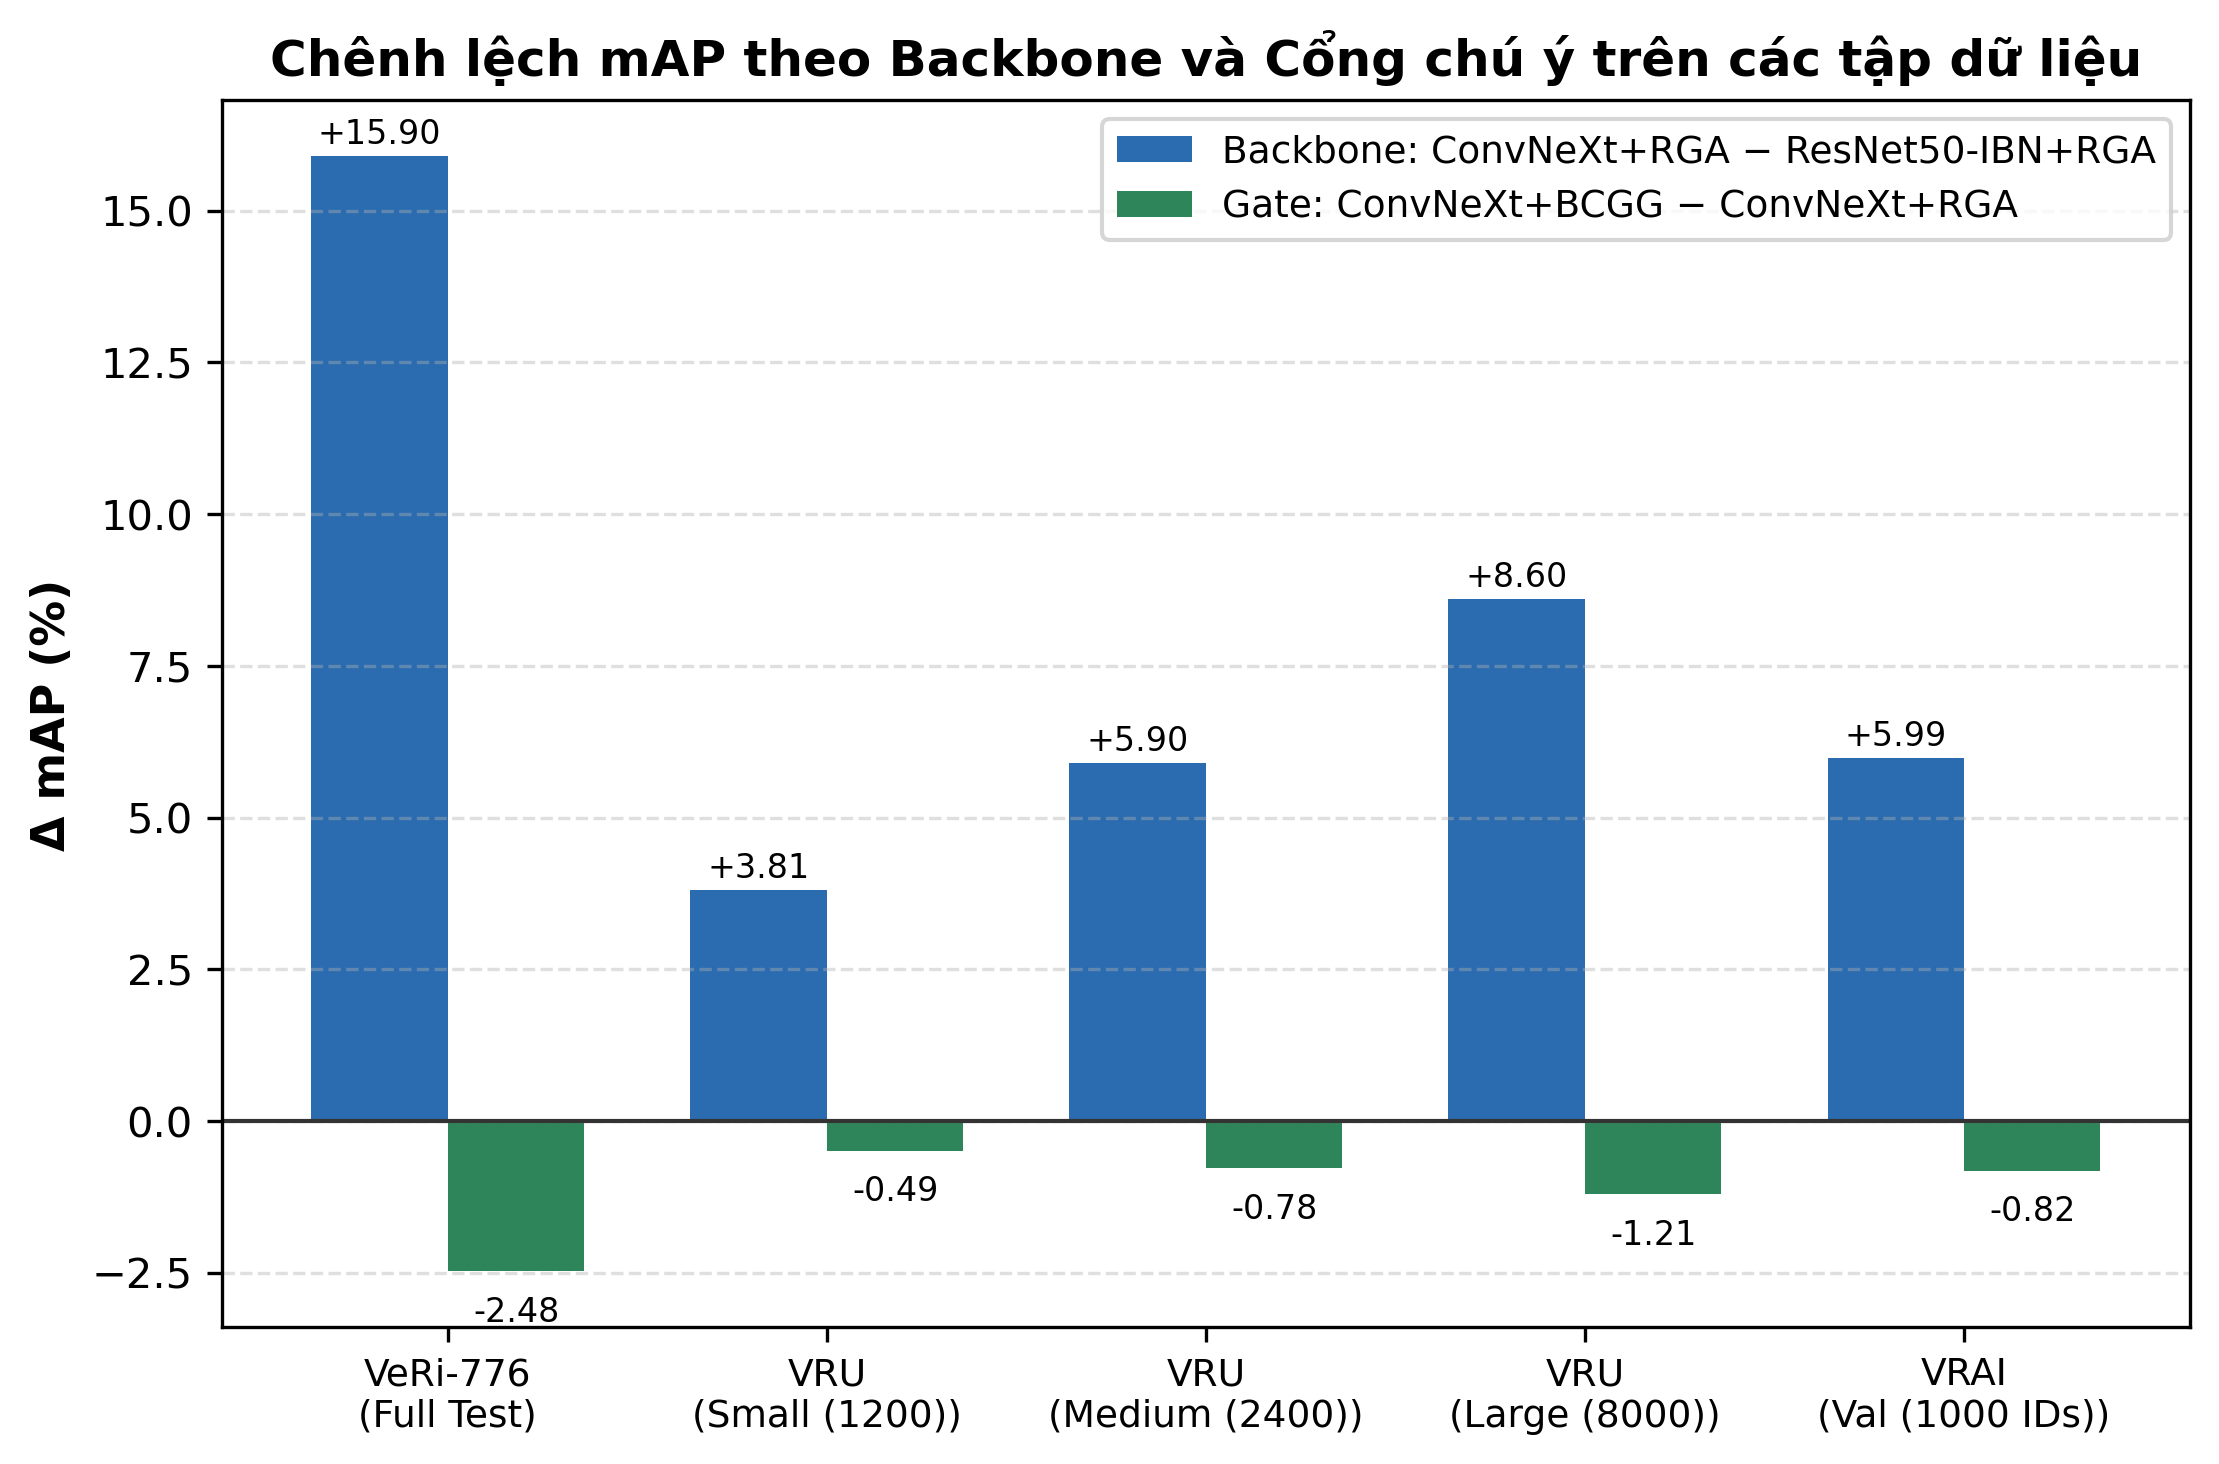 Chênh lệch mAP theo Backbone và Cổng chú ý trên các tập dữ liệu
Backbone: ConvNeXt+RGA − ResNet50-IBN+RGA
Gate: ConvNeXt+BCGG − ConvNeXt+RGA
Δ mAP (%)
15.0
12.5
10.0
7.5
5.0
2.5
0.0
−2.5
+15.90
-2.48
+3.81
-0.49
+5.90
-0.78
+8.60
-1.21
+5.99
-0.82
VeRi-776
(Full Test)
VRU
(Small (1200))
VRU
(Medium (2400))
VRU
(Large (8000))
VRAI
(Val (1000 IDs))